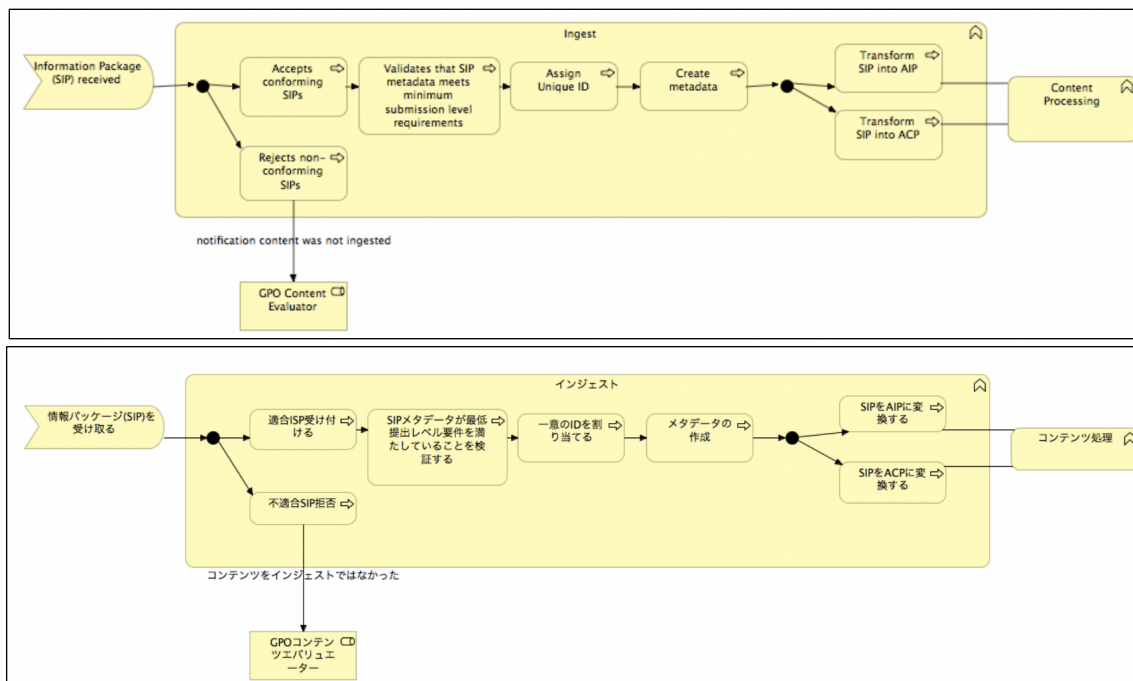 Ingest
Information Package
(SIP) received
Accepts
conforming
SIPs
Validates that SIP
metadata meets
minimum
submission level
requirements
Assign
Unique ID
Create
metadata
Transform
SIP into AIP
Transform
SIP into ACP
Content
Processing
Rejects non-
conforming
SIPs
notification content was not ingested
GPO Content
Evaluator
インジェスト
情報パッケージ(SIP)を
受け取る
適合ISP受け付
ける
SIPメタデータが最低
提出レベル要件を満
たしていることを検
証する
一意のIDを割
り当てる
メタデータの
作成
SIPをAIPに変
換する
SIPをACPに変
換する
コンテンツ処理
不適合SIP拒否
コンテンツをインジェストではなかった
GPOコンテン
ツエバリュエ
ーター